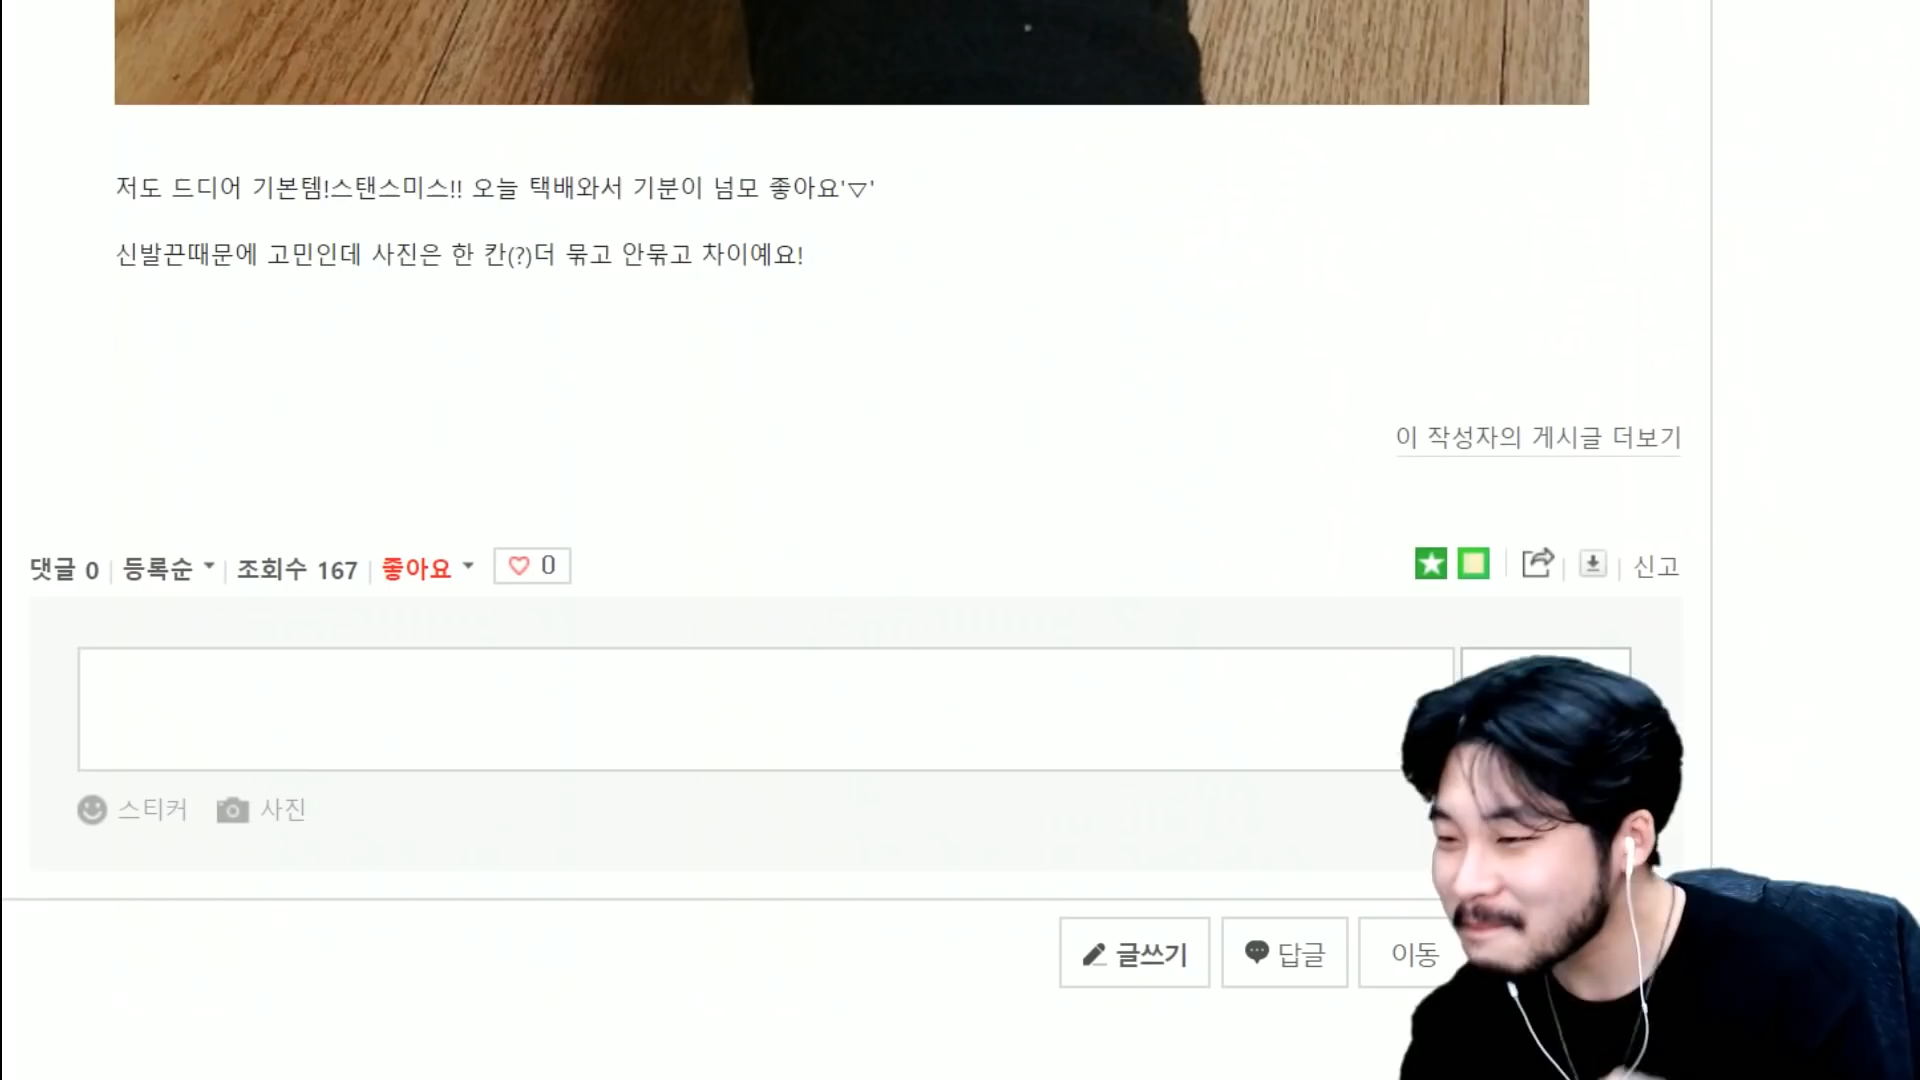 저도 드디어 기본템!스탠스미스!! 오늘 택배와서 기분이 넘모 좋아요'▽'
신발끈때문에 고민인데 사진은 한 칸(?)더 묶고 안묶고 차이예요!
이 작성자의 게시글 더보기
댓글 0 등록순 조회수 167 좋아요 0 신고
스티커 사진
글쓰기 답글 이동